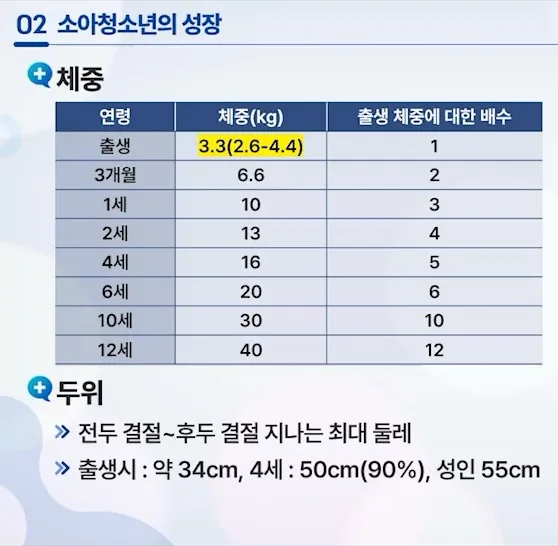 02 소아청소년의 성장
체중
연령 체중(kg) 출생 체중에 대한 배수
출생 3.3(2.6-4.4) 1
3개월 6.6 2
1세 10 3
2세 13 4
4세 16 5
6세 20 6
10세 30 10
12세 40 12
두위
전두 결절~후두 결절 지나는 최대 둘레
출생시 : 약 34cm, 4세 : 50cm(90%), 성인 55cm